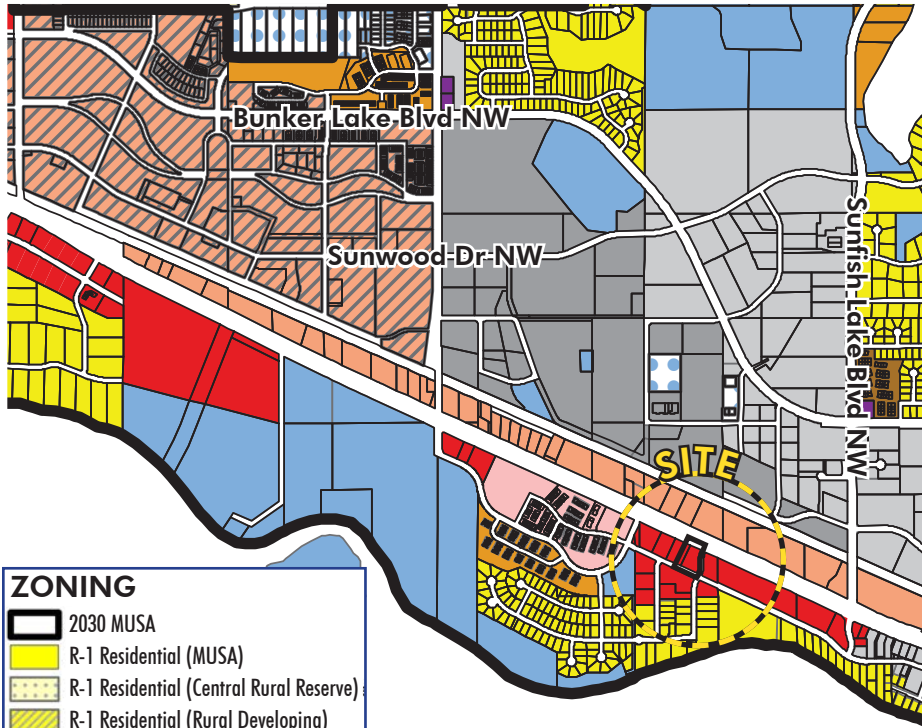 Bunker Lake Blvd NW
Sunwood Dr NW
Sunfish Lake Blvd NW
SITE
ZONING
2030 MUSA
R-1 Residential (MUSA)
R-1 Residential (Central Rural Reserve)
R-1 Residential (Rural Developing)